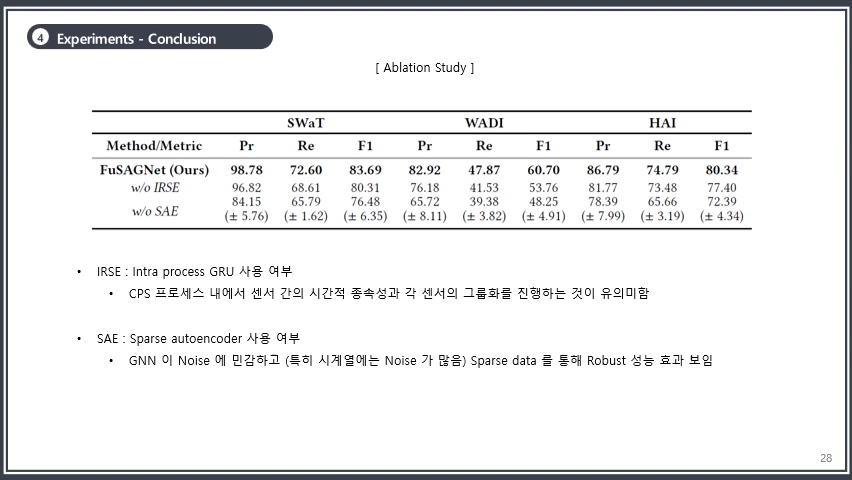 4 Experiments - Conclusion
[ Ablation Study ]
SWaT WADI HAI
Method/Metric Pr Re F1 Pr Re F1 Pr Re F1
FuSAGNet (Ours) 98.78 72.60 83.69 82.92 47.87 60.70 86.79 74.79 80.34
w/o IRSE 96.82 68.61 80.31 76.18 41.53 53.76 81.77 73.48 77.40
w/o SAE 84.15 65.79 76.48 65.72 39.38 48.25 78.39 65.66 72.39
(± 5.76) (± 1.62) (± 6.35) (± 8.11) (± 3.82) (± 4.91) (± 7.99) (± 3.19) (± 4.34)
• IRSE : Intra process GRU 사용 여부
• CPS 프로세스 내에서 센서 간의 시간적 종속성과 각 센서의 그룹화를 진행하는 것이 유의미함
• SAE : Sparse autoencoder 사용 여부
• GNN 이 Noise 에 민감하고 (특히 시계열에는 Noise 가 많음) Sparse data 를 통해 Robust 성능 효과 보임
28